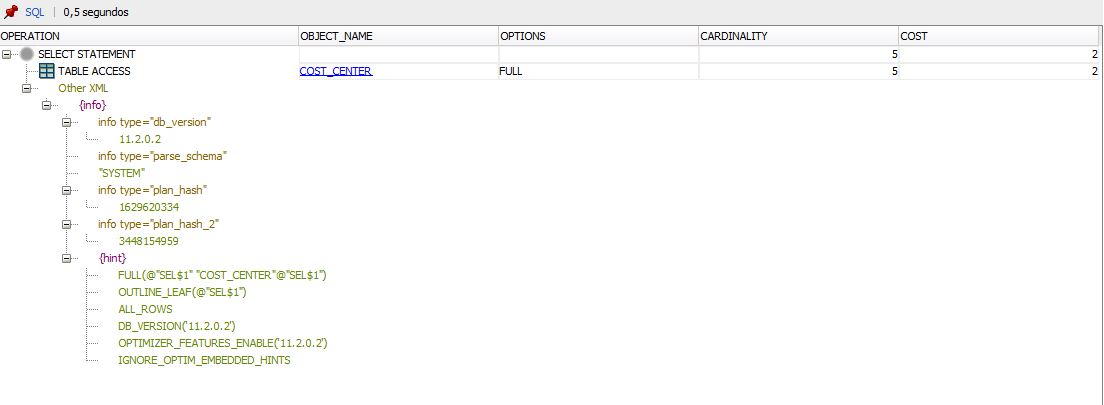 SQL | 0,5 segundos
OPERATION OBJECT_NAME OPTIONS CARDINALITY COST
SELECT STATEMENT 5 2
TABLE ACCESS COST_CENTER FULL 5 2
Other XML
{info}
info type="db_version"
11.2.0.2
info type="parse_schema"
"SYSTEM"
info type="plan_hash"
1629620334
info type="plan_hash_2"
3448154959
{hint}
FULL(@"SEL$1" "COST_CENTER"@"SEL$1")
OUTLINE_LEAF(@"SEL$1")
ALL_ROWS
DB_VERSION('11.2.0.2')
OPTIMIZER_FEATURES_ENABLE('11.2.0.2')
IGNORE_OPTIM_EMBEDDED_HINTS